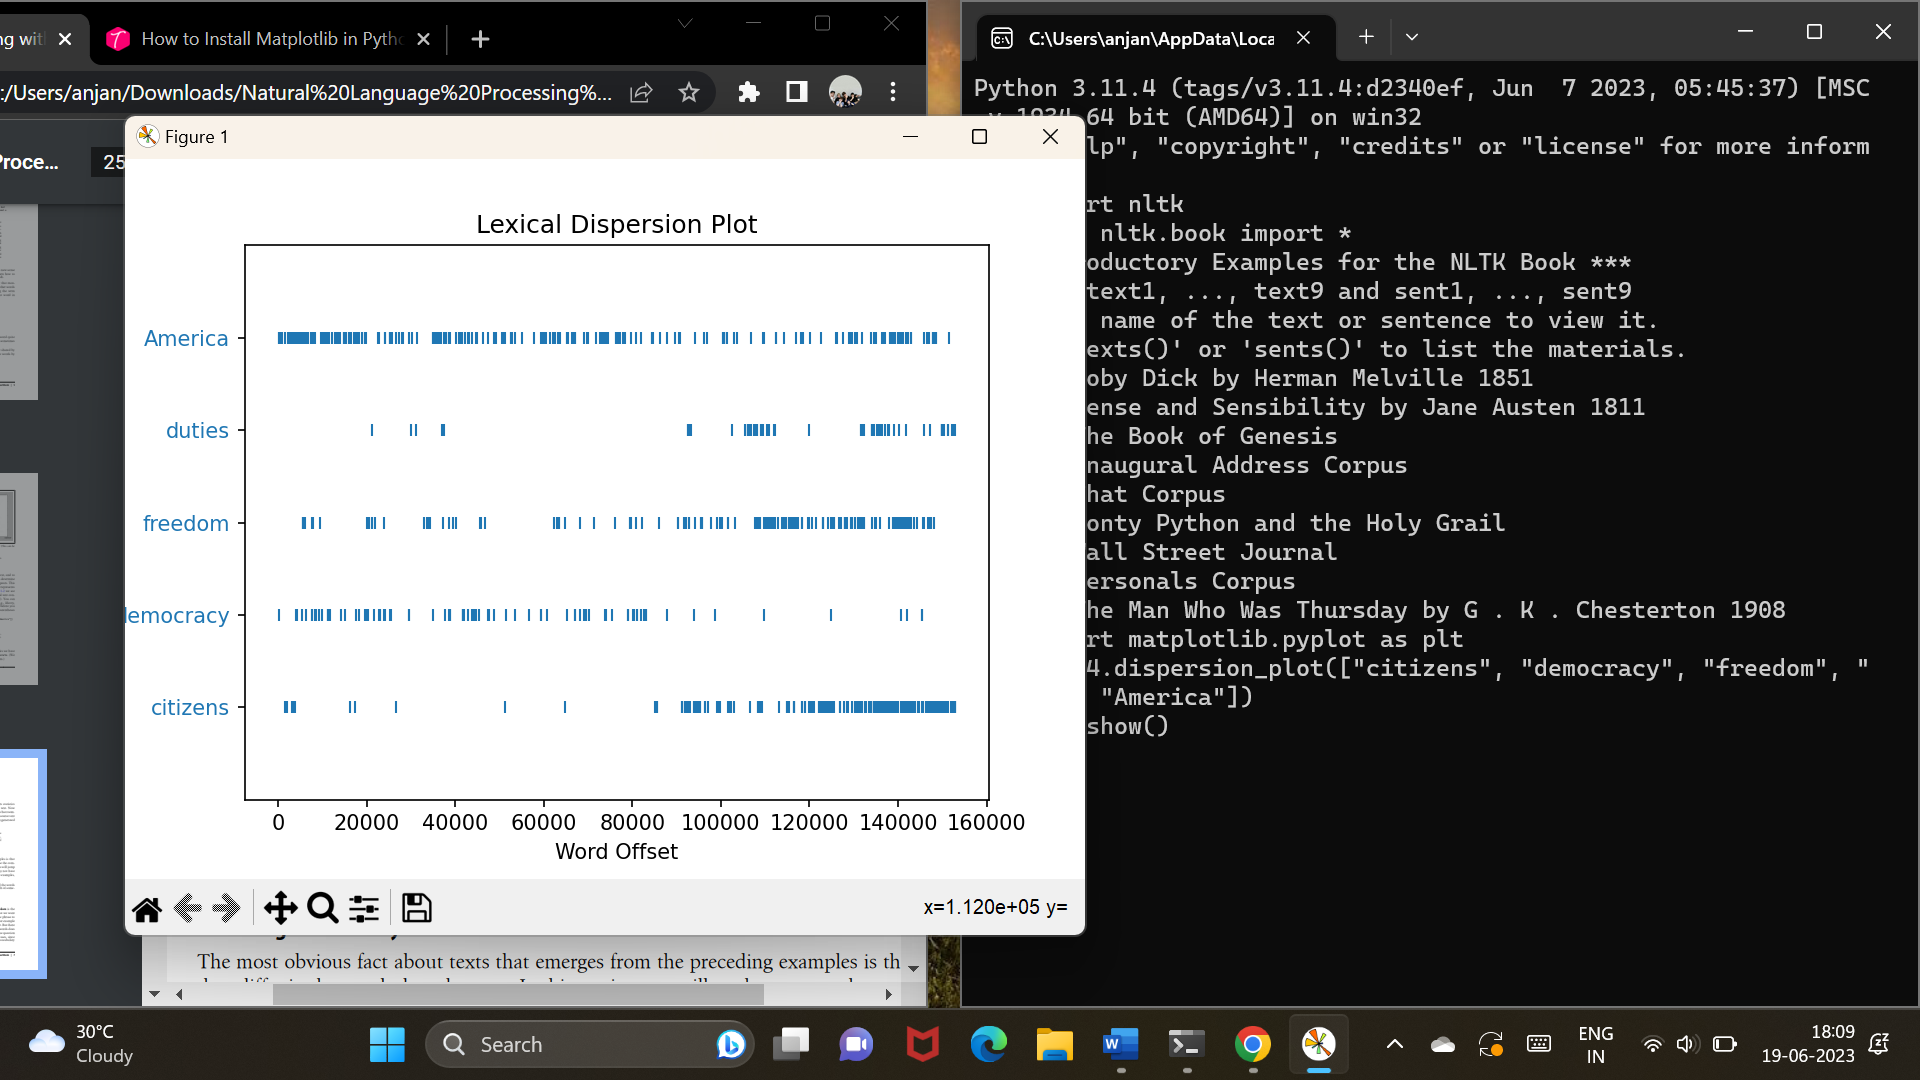 ng wit
How to Install Matplotlib in Pyth
:/Users/anjan/Downloads/Natural%20Language%20Processing%...
Proce...
25
Figure 1
Lexical Dispersion Plot
America
duties
freedom
emocracy
citizens
0 20000 40000 60000 80000 100000 120000 140000 160000
Word Offset
x=1.120e+05 y=
The most obvious fact about texts that emerges from the preceding examples is th
C:\Users\anjan\AppData\Loca
Python 3.11.4 (tags/v3.11.4:d2340ef, Jun  7 2023, 05:45:37) [MSC
64 bit (AMD64)] on win32
lp", "copyright", "credits" or "license" for more inform
rt nltk
nltk.book import *
oductory Examples for the NLTK Book ***
text1, ..., text9 and sent1, ..., sent9
name of the text or sentence to view it.
exts()' or 'sents()' to list the materials.
oby Dick by Herman Melville 1851
ense and Sensibility by Jane Austen 1811
he Book of Genesis
naugural Address Corpus
hat Corpus
onty Python and the Holy Grail
all Street Journal
ersonals Corpus
he Man Who Was Thursday by G . K . Chesterton 1908
rt matplotlib.pyplot as plt
4.dispersion_plot(["citizens", "democracy", "freedom", "
"America"])
show()
30°C
Cloudy
Search
ENG
IN
18:09
19-06-2023